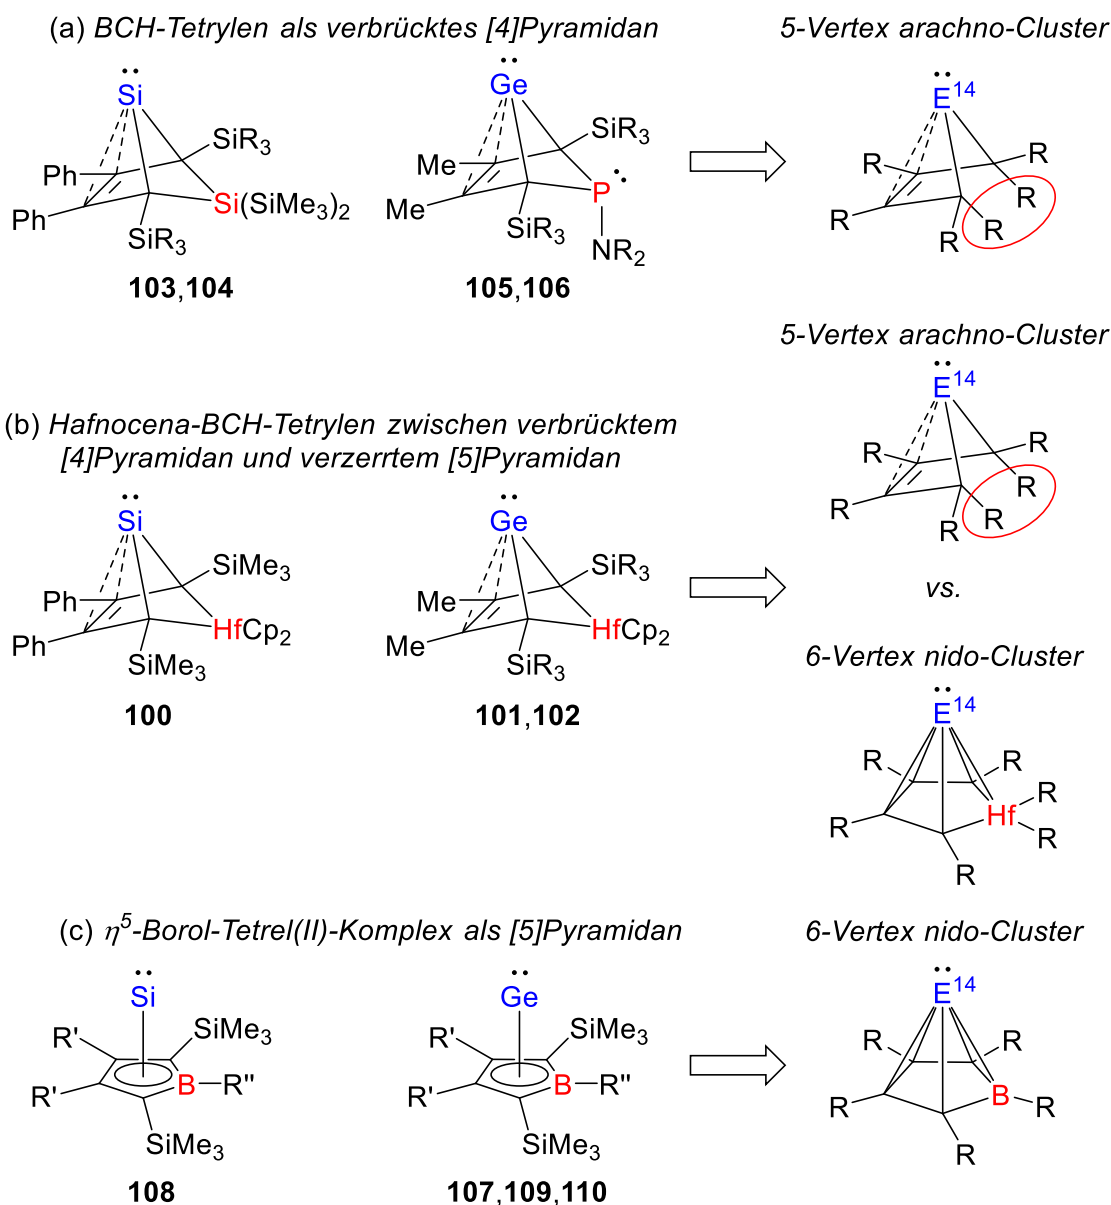 (a) BCH-Tetrylen als verbrücktes [4]Pyramidan
5-Vertex arachno-Cluster
Si
SiR3
Ph
Ph
Si(SiMe3)2
SiR3
103,104
Ge
SiR3
Me
Me
P
SiR3
NR2
105,106
E14
R
R
R
R
R
R
(b) Hafnocena-BCH-Tetrylen zwischen verbrücktem
[4]Pyramidan und verzerrtem [5]Pyramidan
5-Vertex arachno-Cluster
Si
SiMe3
Ph
Ph
HfCp2
SiMe3
100
Ge
SiR3
Me
Me
HfCp2
SiR3
101,102
E14
R
R
R
R
R
R
vs.
6-Vertex nido-Cluster
E14
R
R
R
Hf
R
R
R
(c) η5-Borol-Tetrel(II)-Komplex als [5]Pyramidan
6-Vertex nido-Cluster
Si
SiMe3
R'
R'
B
R''
SiMe3
108
Ge
SiMe3
R'
R'
B
R''
SiMe3
107,109,110
E14
R
R
R
B
R
R